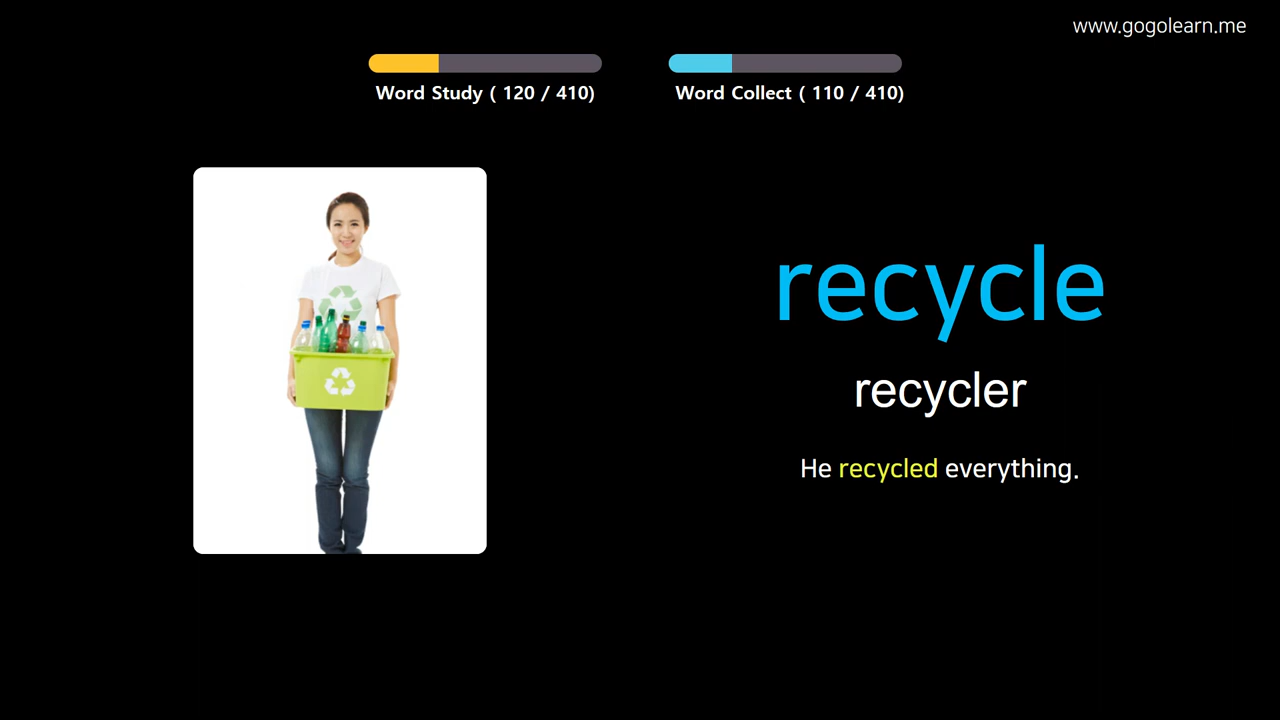 www.gogolearn.me
Word Study ( 120 / 410)
Word Collect ( 110 / 410)
recycle
recycler
He recycled everything.